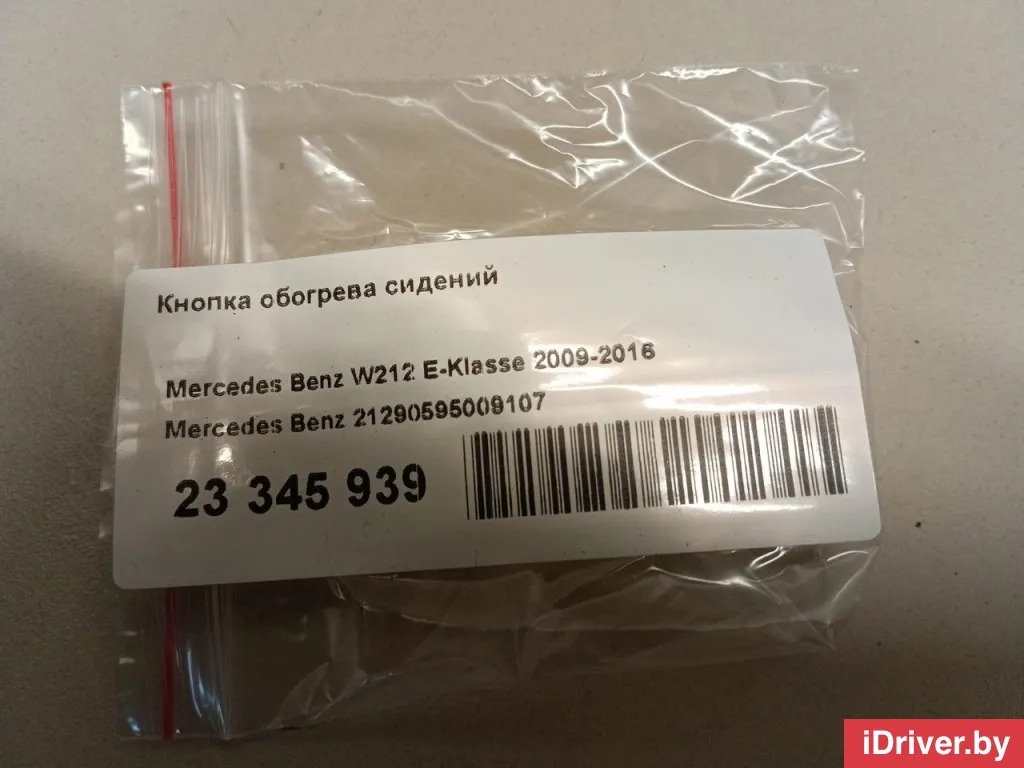 Кнопка обогрева сидений
Mercedes Benz W212 E-Klasse 2009-2016
Mercedes Benz 21290595009107
23 345 939
iDriver.by